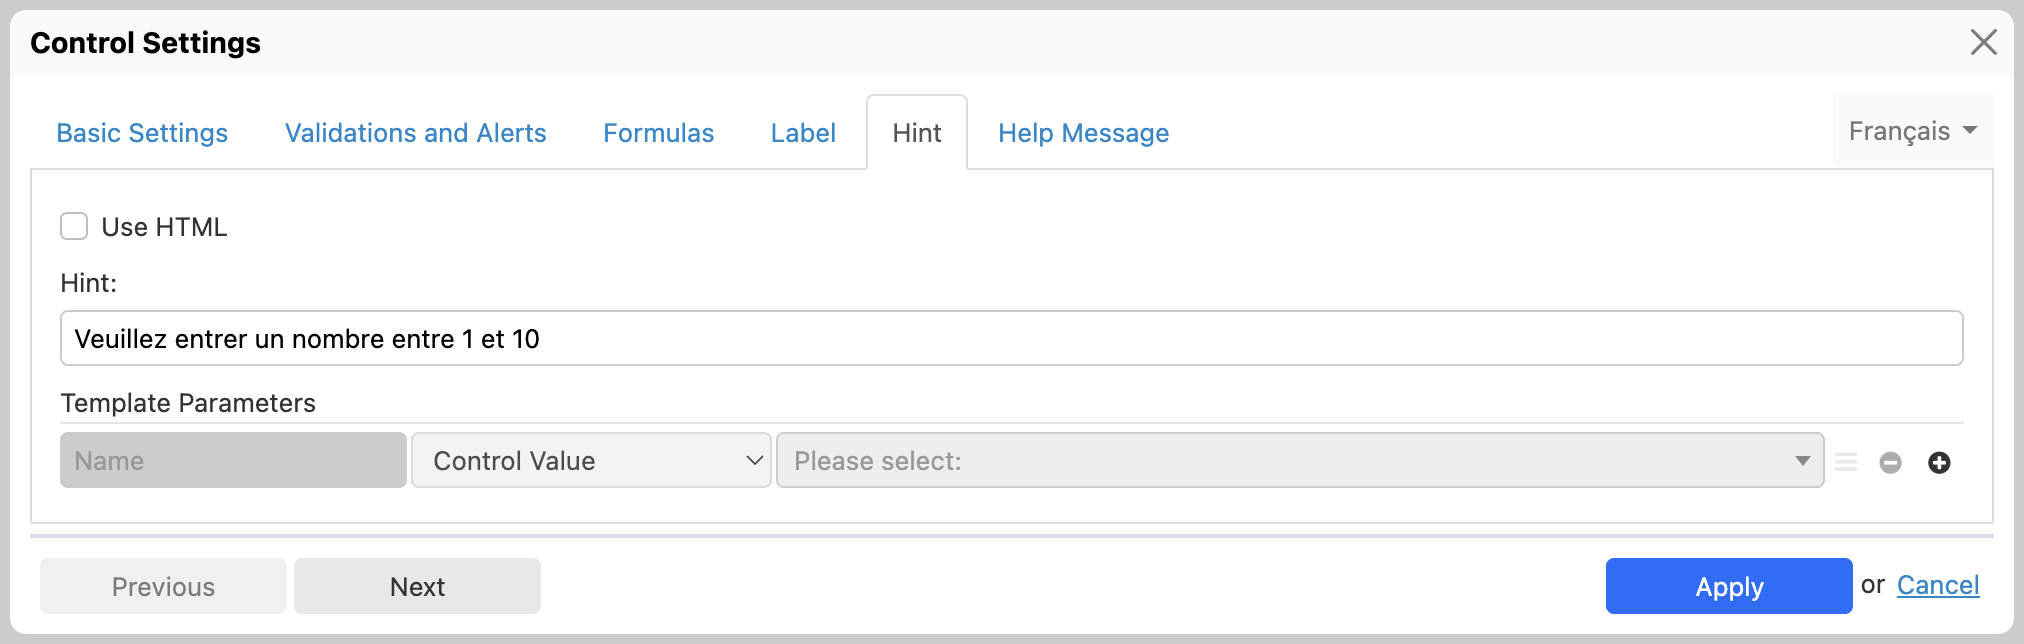 Control Settings
Basic Settings Validations and Alerts Formulas Label Hint Help Message Français
Use HTML
Hint:
Veuillez entrer un nombre entre 1 et 10
Template Parameters
Name Control Value Please select:
Previous Next Apply or Cancel